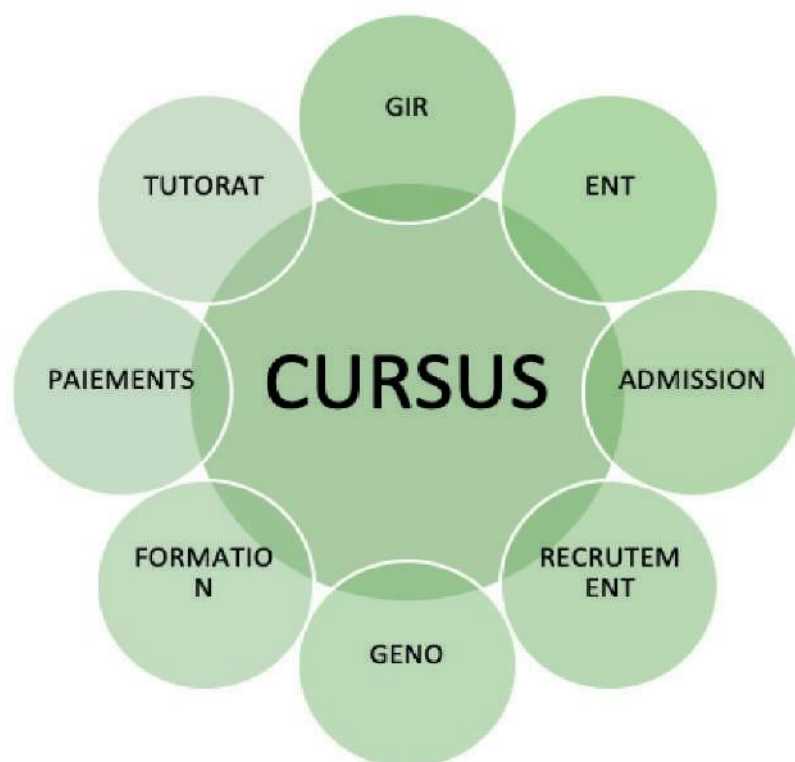 GIR
TUTORAT
ENT
CURSUS
PAIEMENTS
ADMISSION
FORMATIO
N
RECRUTEM
ENT
GENO